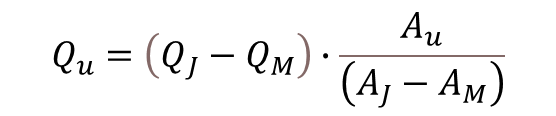 Q_u = (Q_J − Q_M) · A_u / (A_J − A_M)